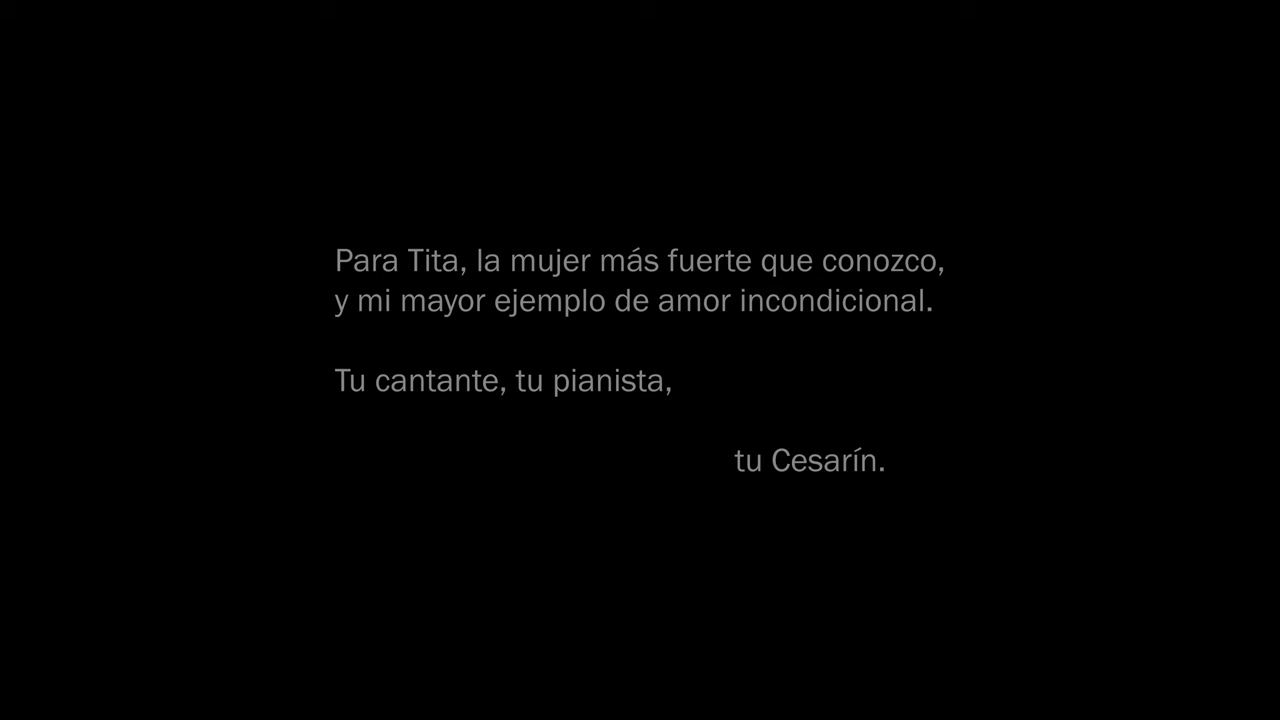 Para Tita, la mujer más fuerte que conozco,
y mi mayor ejemplo de amor incondicional.
Tu cantante, tu pianista,
tu Cesarín.